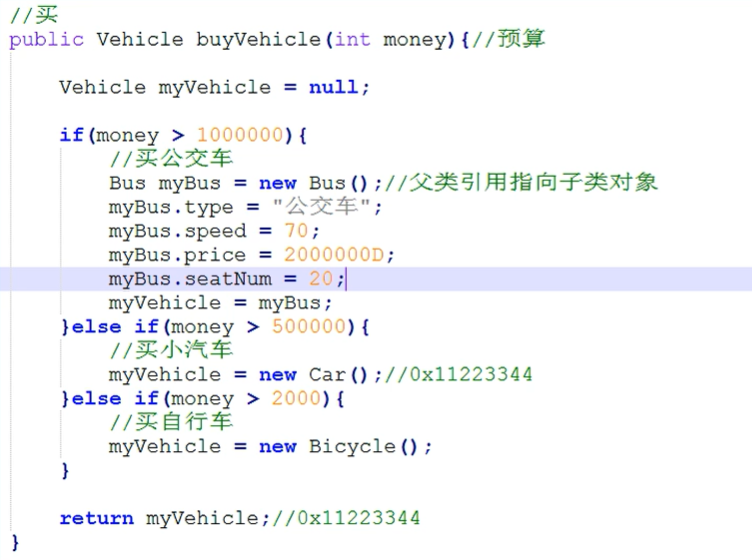 //买
public Vehicle buyVehicle(int money){//预算
Vehicle myVehicle = null;
if(money > 1000000){
//买公交车
Bus myBus = new Bus();//父类引用指向子类对象
myBus.type = "公交车";
myBus.speed = 70;
myBus.price = 2000000D;
myBus.seatNum = 20;
myVehicle = myBus;
}else if(money > 500000){
//买小汽车
myVehicle = new Car();//0x11223344
}else if(money > 2000){
//买自行车
myVehicle = new Bicycle();
}
return myVehicle;//0x11223344
}